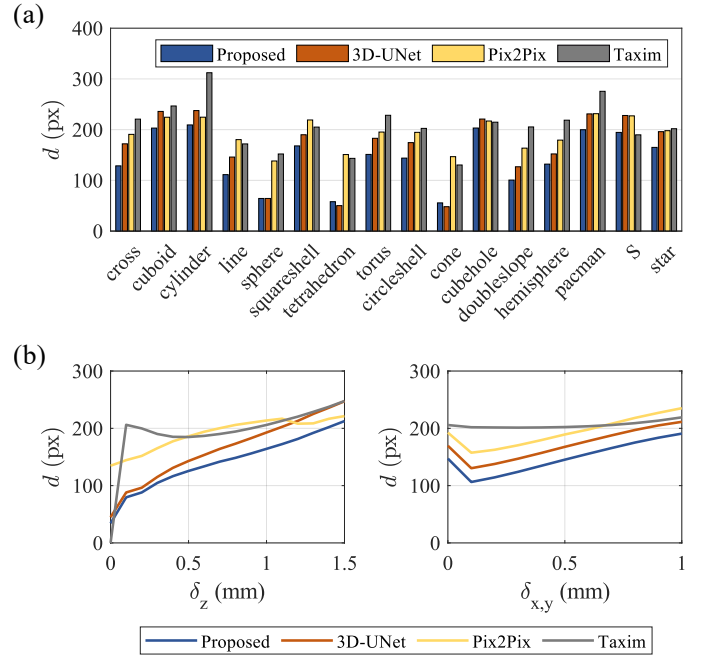 (a)
400
300
200
100
0
d (px)
Proposed
3D-UNet
Pix2Pix
Taxim
cross
cuboid
cylinder
line
sphere
squareshell
tetrahedron
torus
circleshell
cone
cubehole
doubleslope
hemisphere
pacman
S
star
(b)
300
200
100
0
d (px)
0
0.5
1
1.5
δz (mm)
300
200
100
0
d (px)
0
0.5
1
δx,y (mm)
Proposed
3D-UNet
Pix2Pix
Taxim